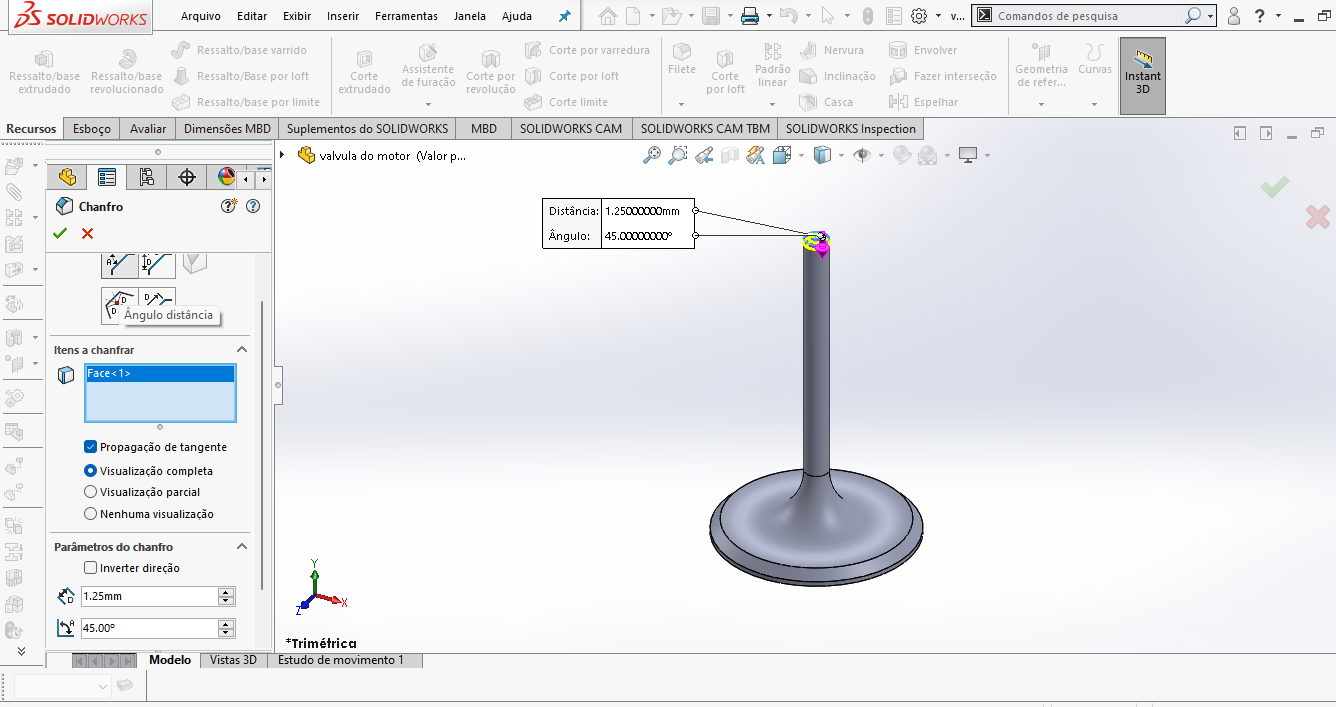 SOLIDWORKS
Arquivo Editar Exibir Inserir Ferramentas Janela Ajuda
v...
Comandos de pesquisa
Ressalto/base extrudado
Ressalto/base revolucionado
Ressalto/base varrido
Ressalto/Base por loft
Ressalto/base por limite
Corte extrudado
Assistente de furação
Corte por revolução
Corte por varredura
Corte por loft
Corte limite
Filete
Corte por loft
Padrão linear
Nervura
Inclinação
Casca
Envolver
Fazer interseção
Espelhar
Geometria de refer...
Curvas
Instant 3D
Recursos Esboço Avaliar Dimensões MBD Suplementos do SOLIDWORKS MBD SOLIDWORKS CAM SOLIDWORKS CAM TBM SOLIDWORKS Inspection
valvula do motor (Valor p...
Chanfro
Ângulo distância
Itens a chanfrar
Face<1>
Propagação de tangente
Visualização completa
Visualização parcial
Nenhuma visualização
Parâmetros do chanfro
Inverter direção
1.25mm
45.00º
Distância: 1.25000000mm
Ângulo: 45.00000000º
Y
X
Z
*Trimétrica
Modelo Vistas 3D Estudo de movimento 1